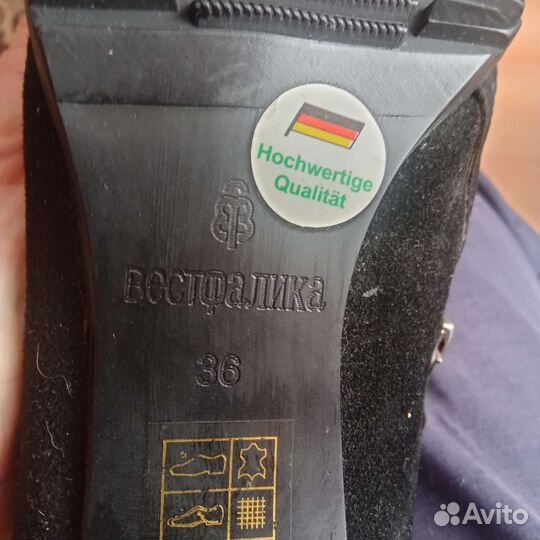 Hochwertige
Qualität
вестфалика
36
Avito